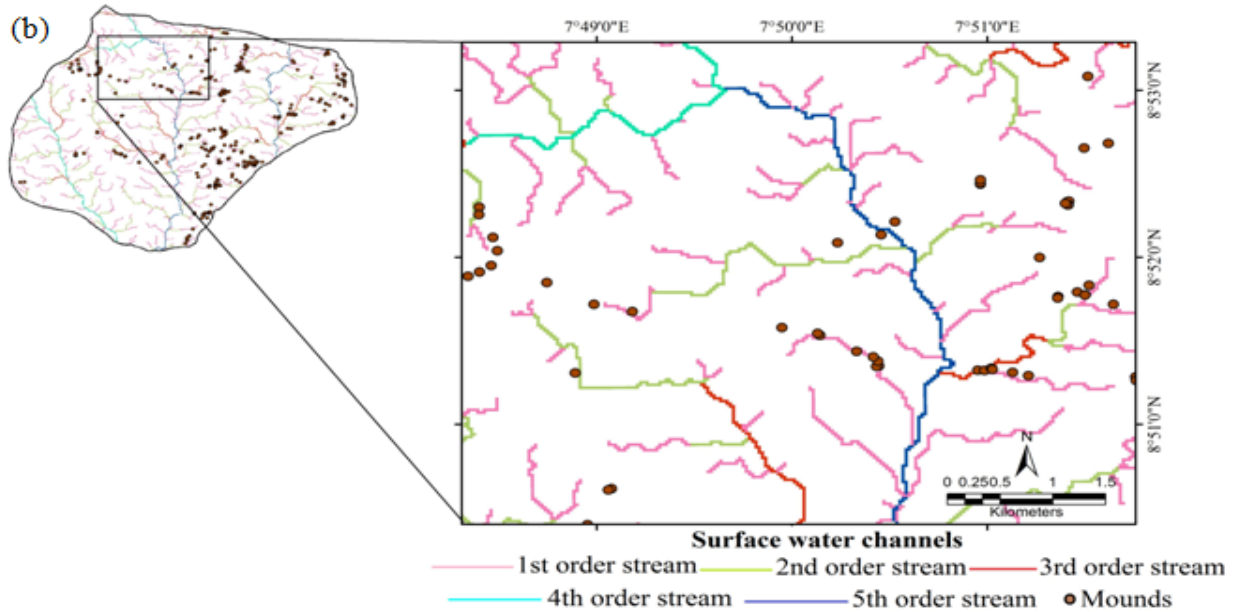 (b)
7°49'0"E 7°50'0"E 7°51'0"E
8°53'0"N
8°52'0"N
8°51'0"N
N
0 0.25 0.5 1 1.5
Kilometers
Surface water channels
1st order stream 2nd order stream 3rd order stream
4th order stream 5th order stream Mounds